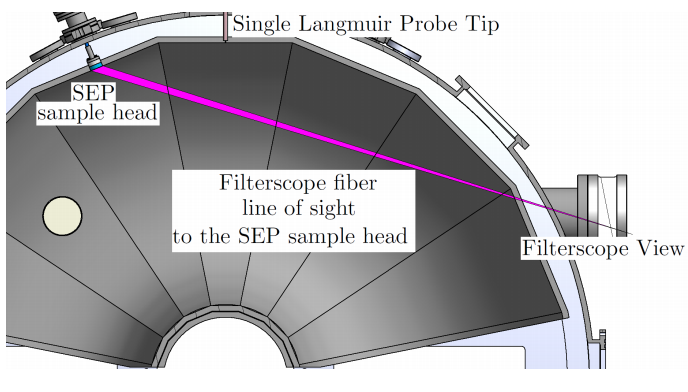 Single Langmuir Probe Tip
SEP
sample head
Filterscope fiber
line of sight
to the SEP sample head
Filterscope View